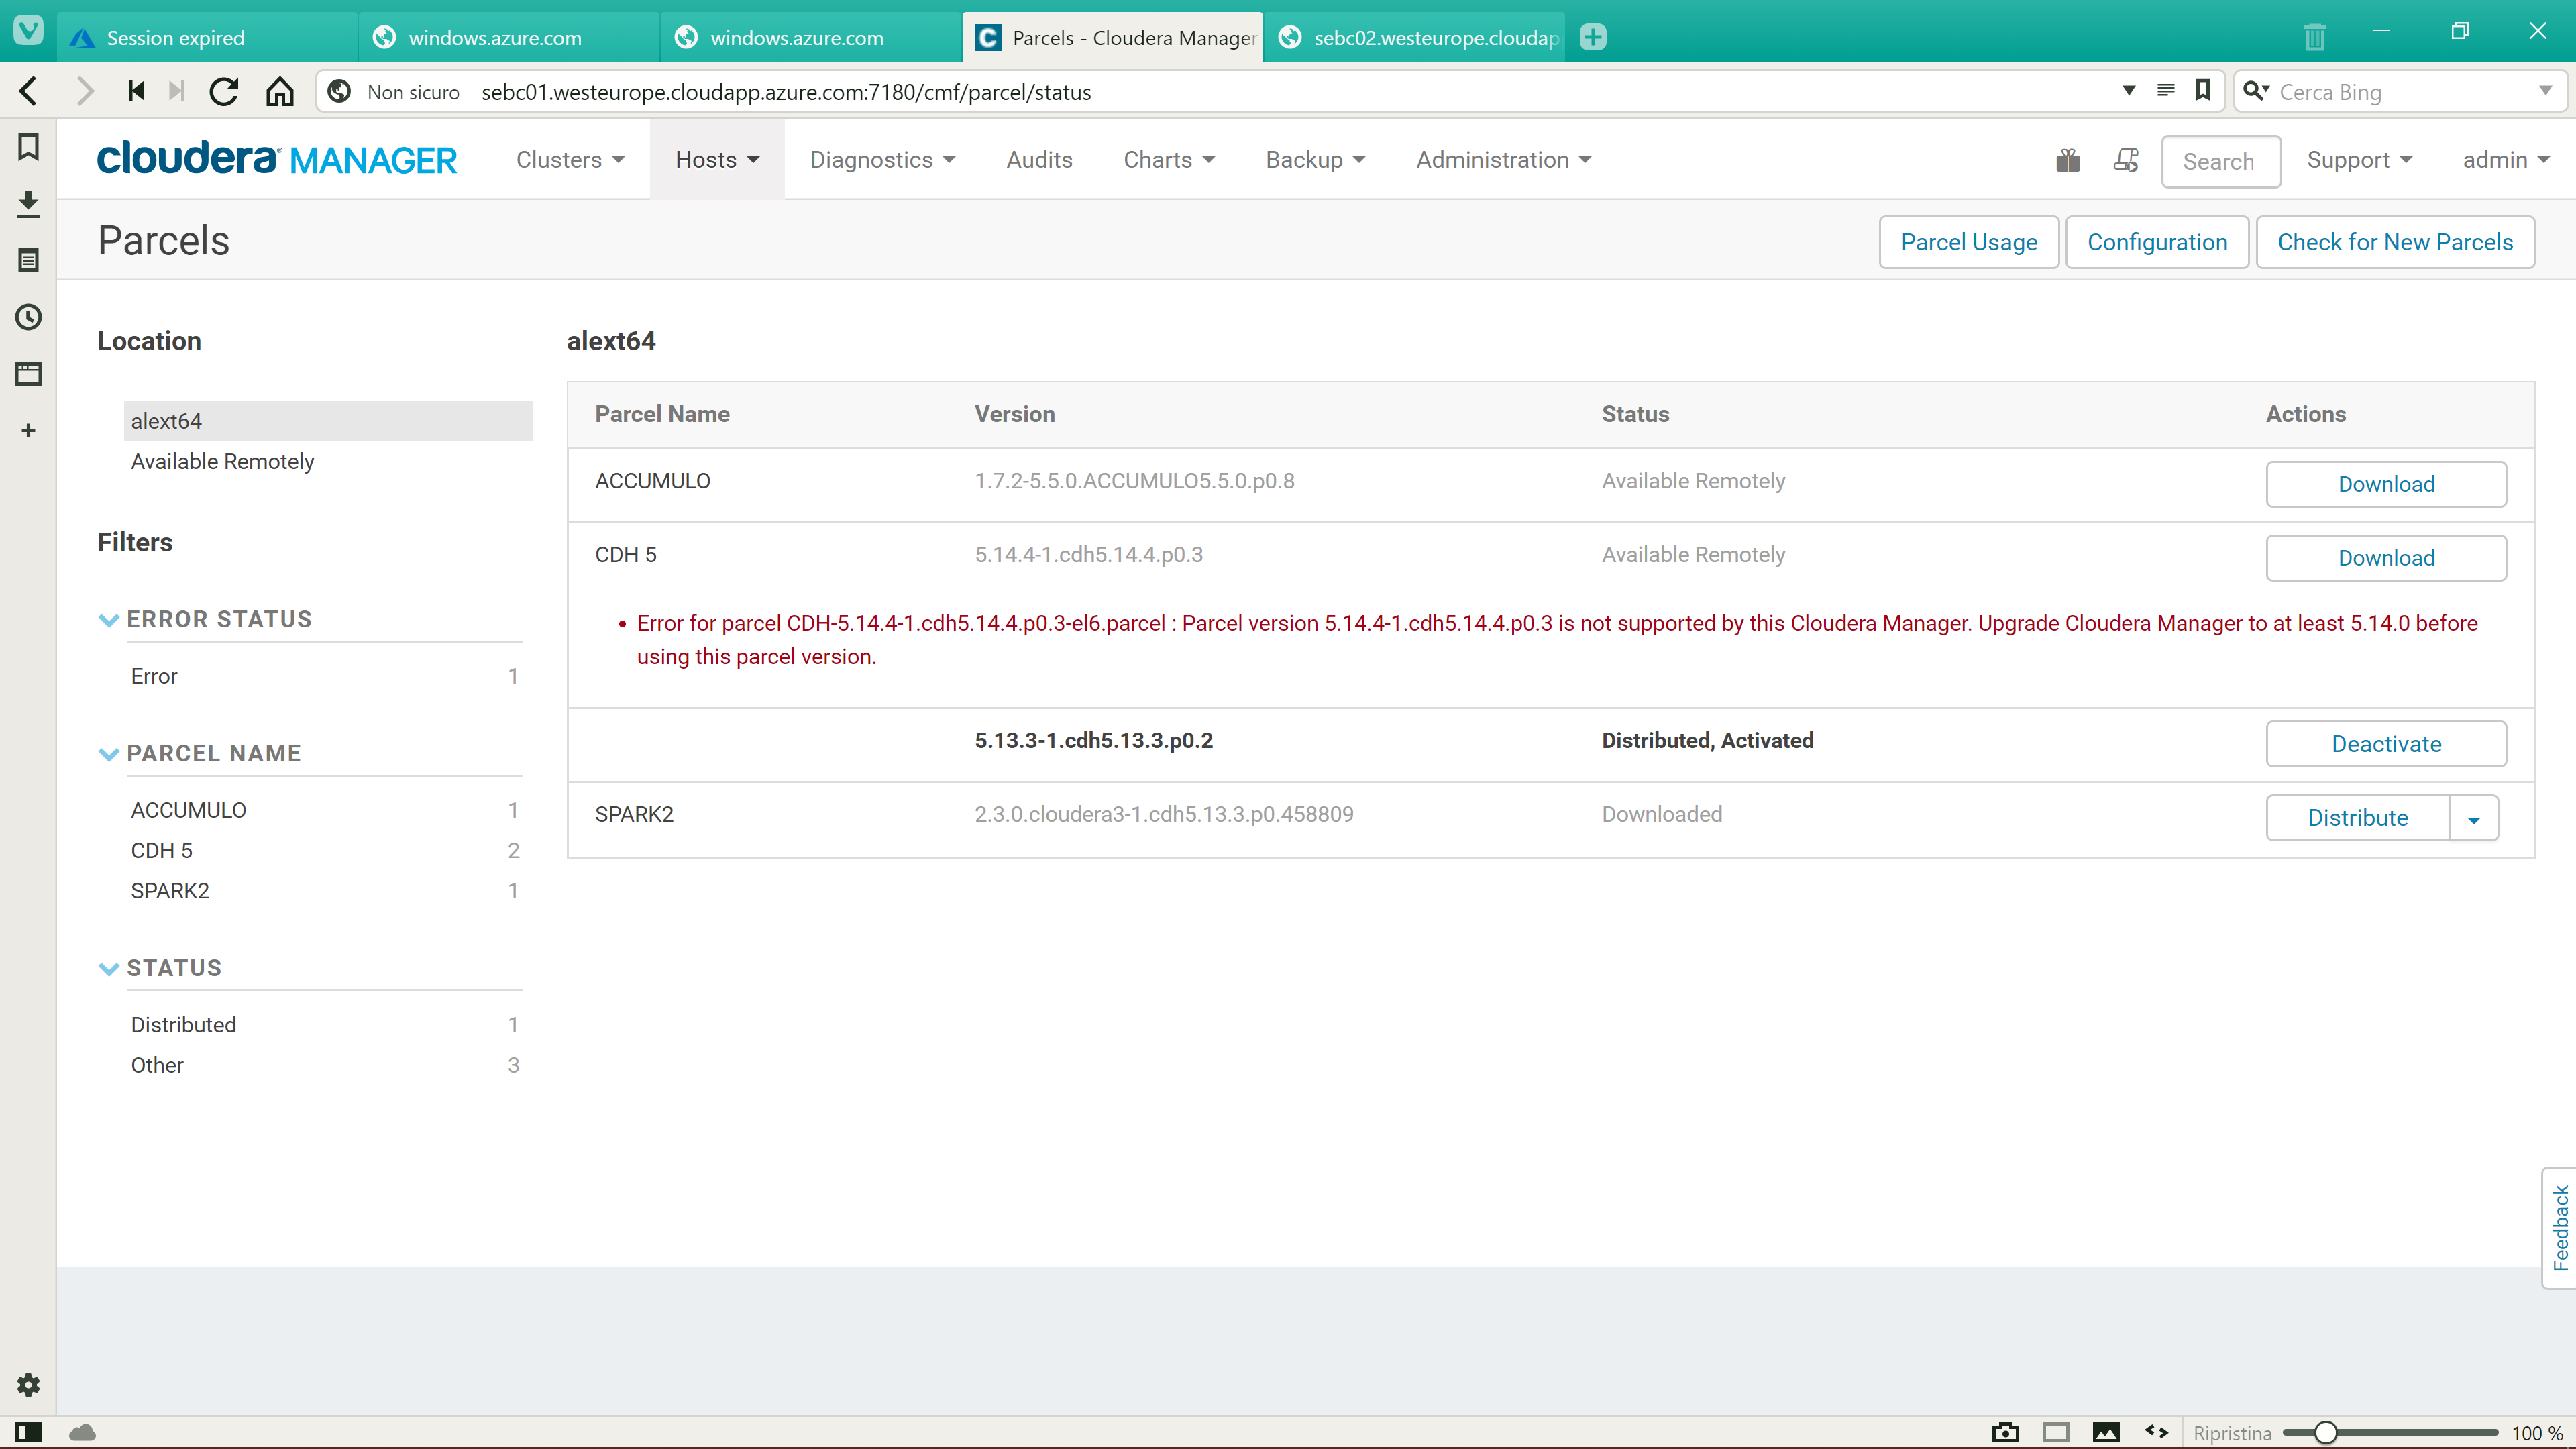 Session expired
windows.azure.com
windows.azure.com
Parcels - Cloudera Manager
sebc02.westeurope.cloudap
Non sicuro sebc01.westeurope.cloudapp.azure.com:7180/cmf/parcel/status
Cerca Bing
cloudera MANAGER
Clusters
Hosts
Diagnostics
Audits
Charts
Backup
Administration
Search
Support
admin
Parcels
Parcel Usage
Configuration
Check for New Parcels
Location
alext64
Available Remotely
Filters
ERROR STATUS
Error 1
PARCEL NAME
ACCUMULO 1
CDH 5 2
SPARK2 1
STATUS
Distributed 1
Other 3
alext64
Parcel Name Version Status Actions
ACCUMULO 1.7.2-5.5.0.ACCUMULO5.5.0.p0.8 Available Remotely Download
CDH 5 5.14.4-1.cdh5.14.4.p0.3 Available Remotely Download
• Error for parcel CDH-5.14.4-1.cdh5.14.4.p0.3-el6.parcel : Parcel version 5.14.4-1.cdh5.14.4.p0.3 is not supported by this Cloudera Manager. Upgrade Cloudera Manager to at least 5.14.0 before
using this parcel version.
5.13.3-1.cdh5.13.3.p0.2 Distributed, Activated Deactivate
SPARK2 2.3.0.cloudera3-1.cdh5.13.3.p0.458809 Downloaded Distribute
Feedback
Ripristina 100 %